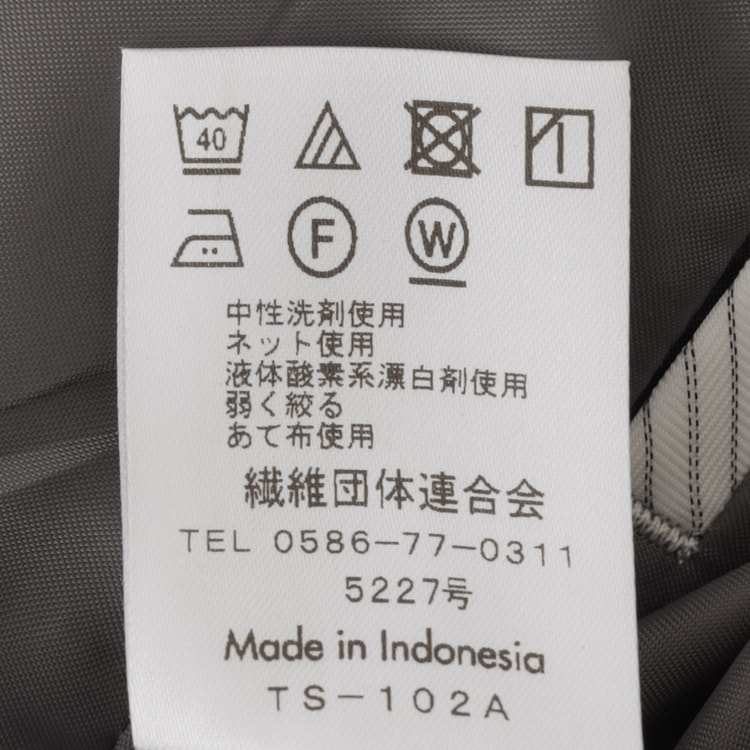 40
F W
中性洗剤使用
ネット使用
液体酸素系漂白剤使用
弱く絞る
あて布使用
繊維団体連合会
TEL 0586-77-0311
5227号
Made in Indonesia
TS-102A